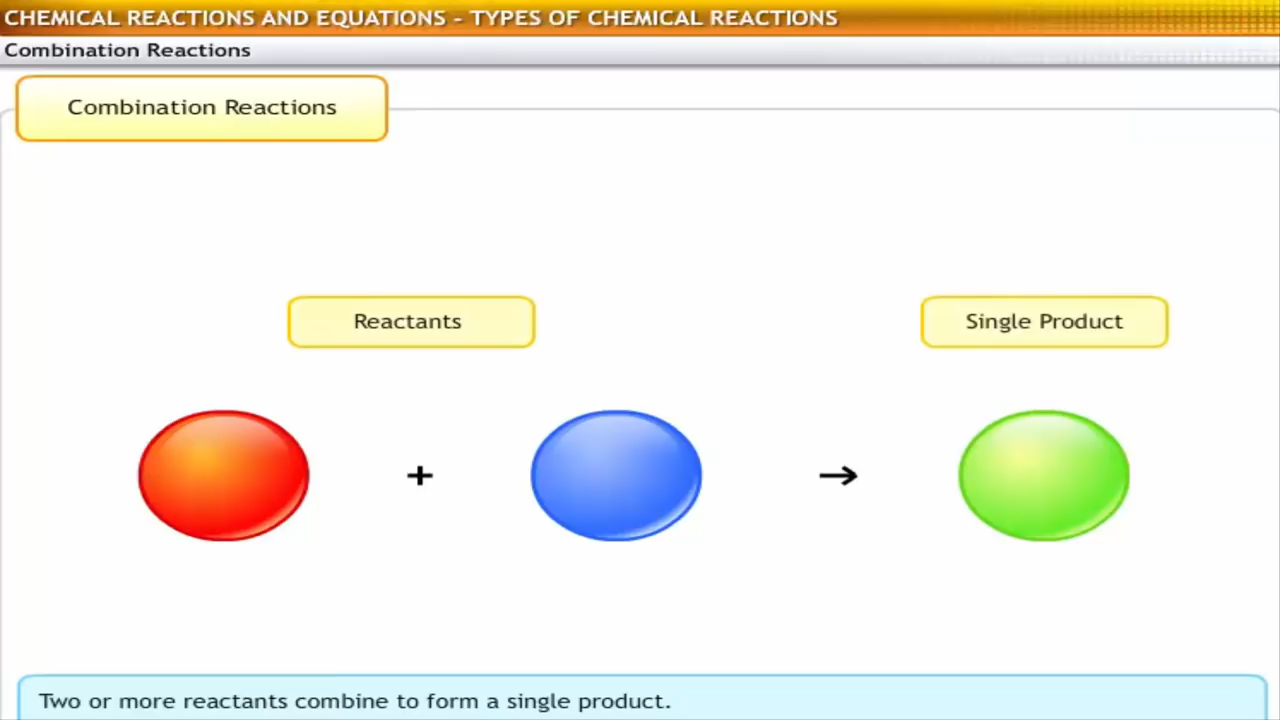 CHEMICAL REACTIONS AND EQUATIONS – TYPES OF CHEMICAL REACTIONS
Combination Reactions
Combination Reactions
Reactants
Single Product
+ →
Two or more reactants combine to form a single product.